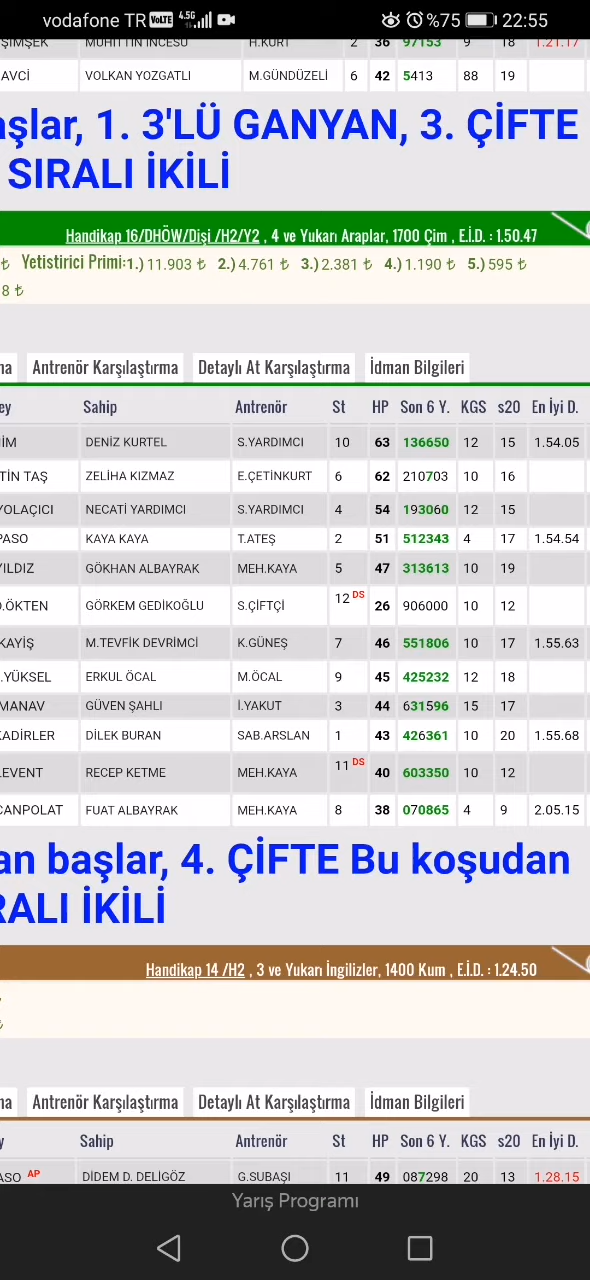 vodafone TR VoLTE 4.5G %75 22:55
ŞİMŞEK MUHİTTİN İNCESU H.KURT 2 36 97153 9 18 1.21.17
AVCİ VOLKAN YOZGATLI M.GÜNDÜZELİ 6 42 5413 88 19
aşlar, 1. 3'LÜ GANYAN, 3. ÇİFTE
SIRALI İKİLİ
Handikap 16/DHÖW/Dişi /H2/Y2 , 4 ve Yukarı Araplar, 1700 Çim , E.İ.D. : 1.50.47
₺ Yetistirici Primi:1.) 11.903 ₺ 2.) 4.761 ₺ 3.) 2.381 ₺ 4.) 1.190 ₺ 5.) 595 ₺
8 ₺
na Antrenör Karşılaştırma Detaylı At Karşılaştırma İdman Bilgileri
ey Sahip Antrenör St HP Son 6 Y. KGS s20 En İyi D.
İM DENİZ KURTEL S.YARDIMCI 10 63 136650 12 15 1.54.05
TİN TAŞ ZELİHA KIZMAZ E.ÇETİNKURT 6 62 210703 10 16
YOLAÇICI NECATİ YARDIMCI S.YARDIMCI 4 54 193060 12 15
PASO KAYA KAYA T.ATEŞ 2 51 512343 4 17 1.54.54
YILDIZ GÖKHAN ALBAYRAK MEH.KAYA 5 47 313613 10 19
Ö.ÖKTEN GÖRKEM GEDİKOĞLU S.ÇİFTÇİ 12 DS 26 906000 10 12
KAYİŞ M.TEVFİK DEVRİMCİ K.GÜNEŞ 7 46 551806 10 17 1.55.63
.YÜKSEL ERKUL ÖCAL M.ÖCAL 9 45 425232 12 18
MANAV GÜVEN ŞAHLI İ.YAKUT 3 44 631596 15 17
KADİRLER DİLEK BURAN SAB.ARSLAN 1 43 426361 10 20 1.55.68
LEVENT RECEP KETME MEH.KAYA 11 DS 40 603350 10 12
CANPOLAT FUAT ALBAYRAK MEH.KAYA 8 38 070865 4 9 2.05.15
an başlar, 4. ÇİFTE Bu koşudan
RALI İKİLİ
Handikap 14 /H2 , 3 ve Yukarı İngilizler, 1400 Kum , E.İ.D. : 1.24.50
₺
na Antrenör Karşılaştırma Detaylı At Karşılaştırma İdman Bilgileri
y Sahip Antrenör St HP Son 6 Y. KGS s20 En İyi D.
ASO AP DİDEM D. DELİGÖZ G.SUBAŞI 11 49 087298 20 13 1.28.15
Yarış Programı